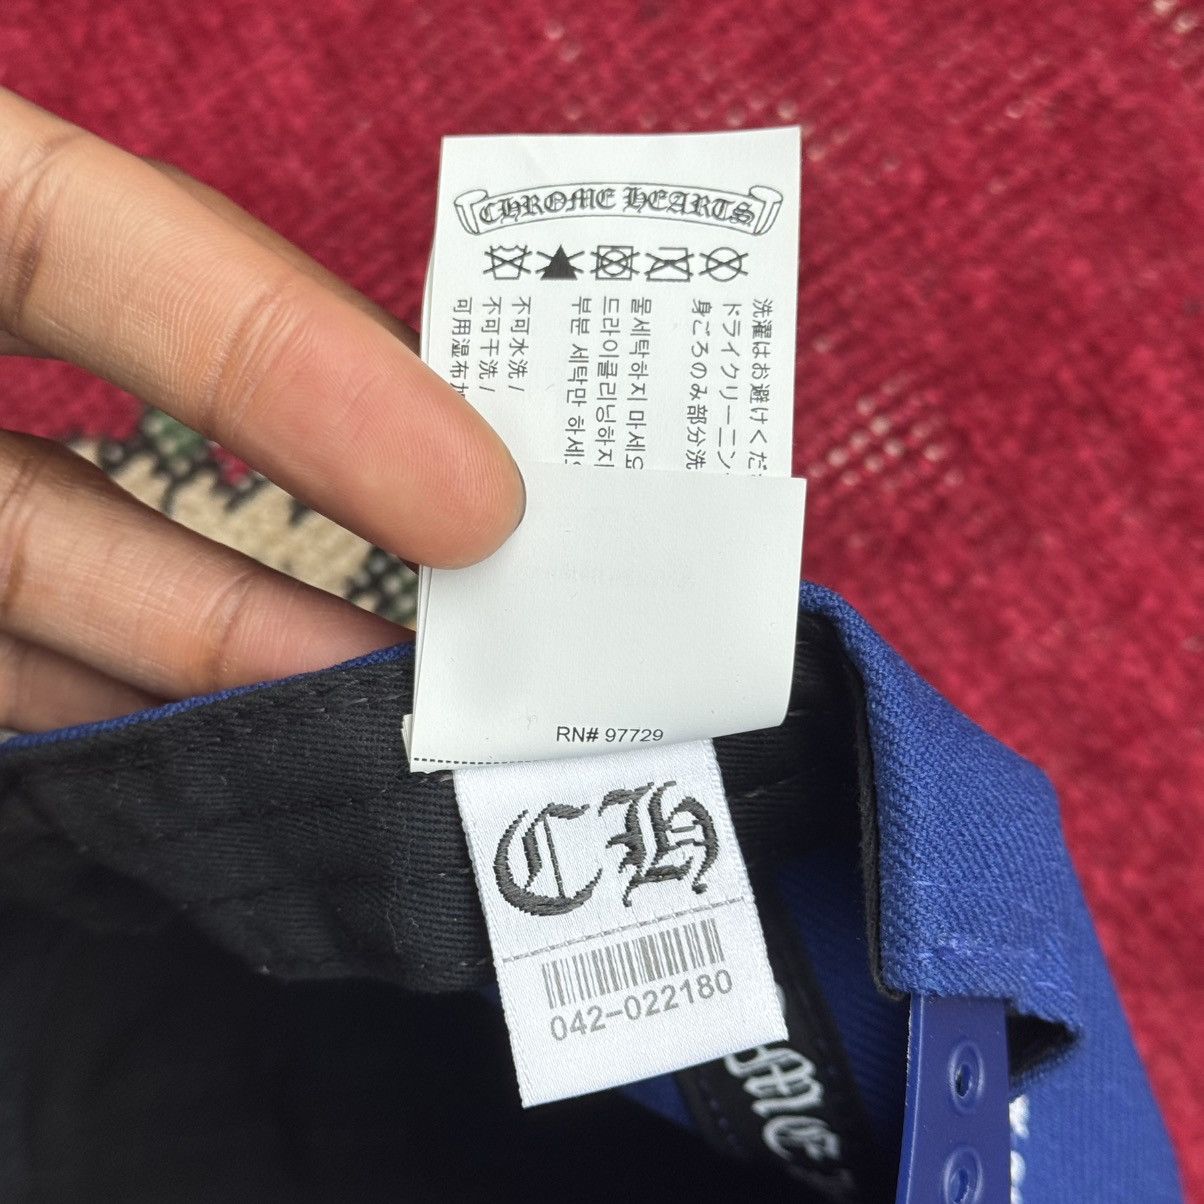 CHROME HEARTS
洗濯はお避けくだ
ドライクリーニン
身ごろのみ部分洗
물세탁하지 마세요
드라이클리닝하지
부분 세탁만 하세요
不可水洗 /
不可干洗 /
可用湿布
RN# 97729
CH
042-022180